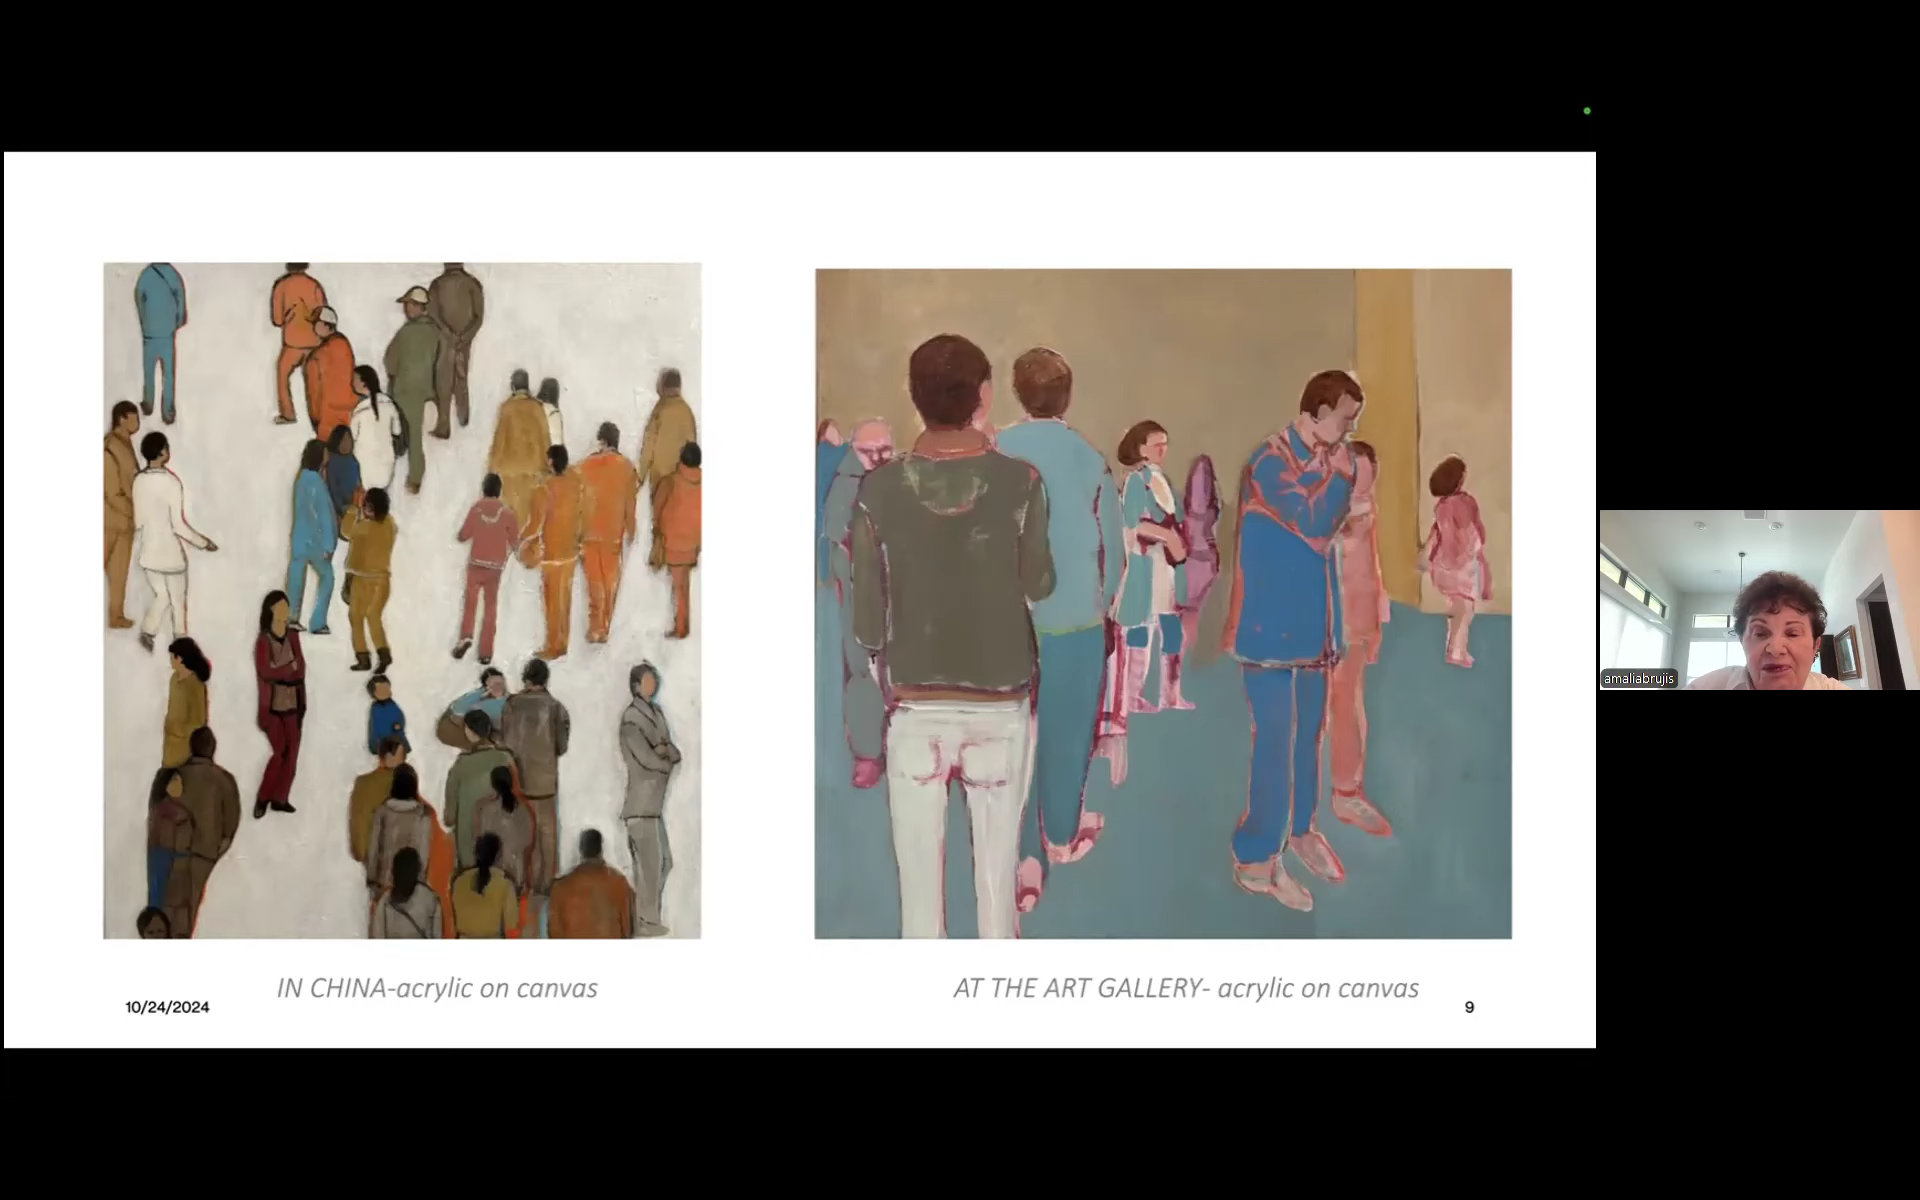 IN CHINA-acrylic on canvas
AT THE ART GALLERY- acrylic on canvas
10/24/2024
9
amaliabrujis